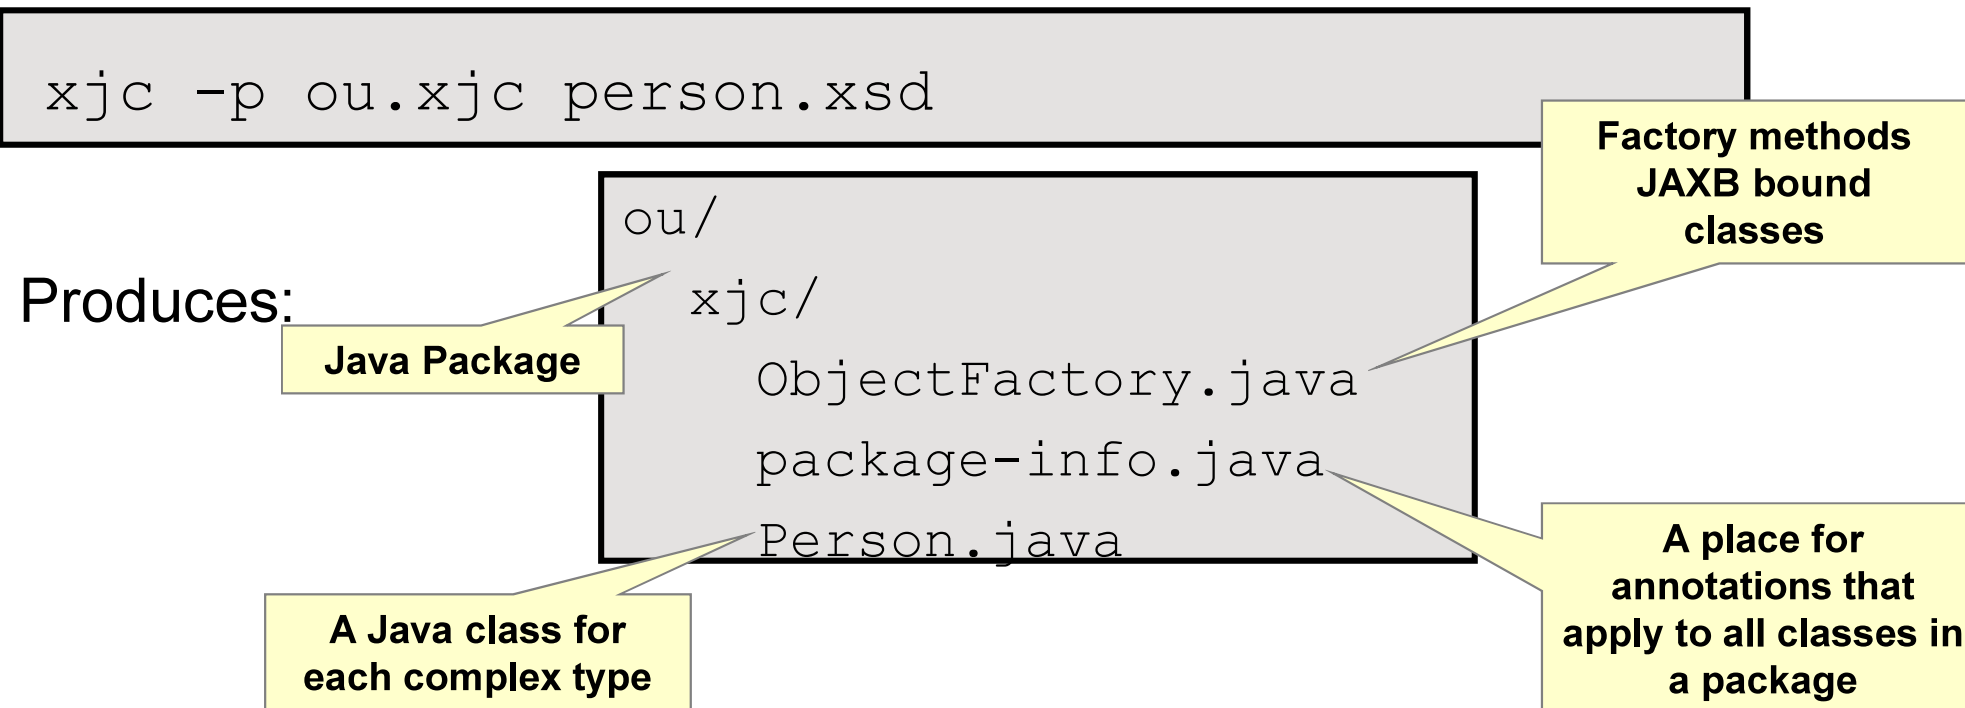 xjc -p ou.xjc person.xsd
Factory methods
JAXB bound
classes
Produces:
ou/
xjc/
ObjectFactory.java
package-info.java
Person.java
Java Package
A Java class for
each complex type
A place for
annotations that
apply to all classes in
a package